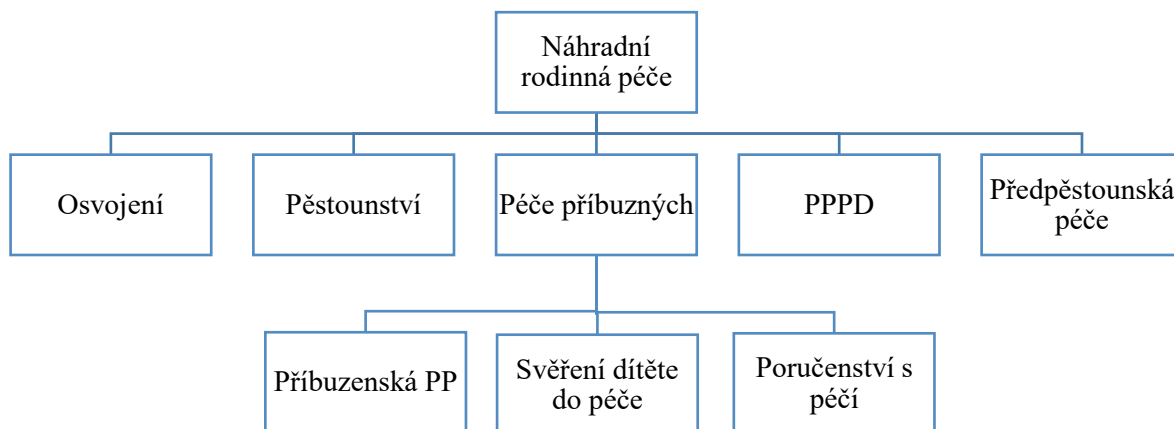 Náhradní
rodinná péče
Osvojení
Pěstounství
Péče příbuzných
PPPD
Předpěstounská
péče
Příbuzenská PP
Svěření dítěte
do péče
Poručenství s
péčí